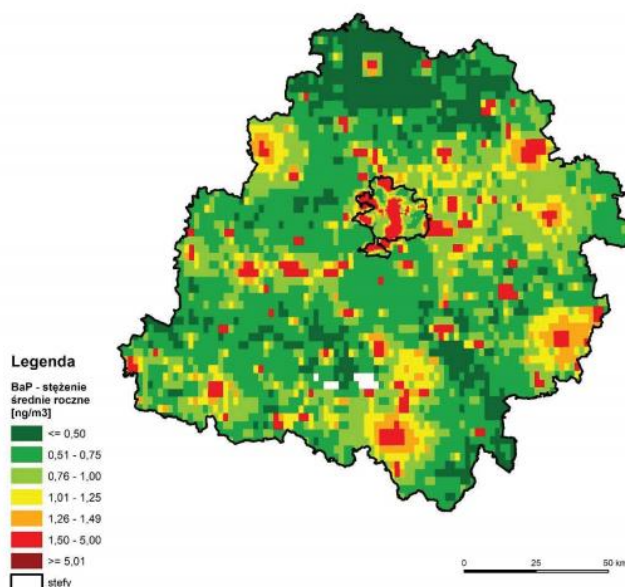 Legenda
BaP - stężenie
średnie roczne
[ng/m3]
<= 0,50
0,51 - 0,75
0,76 - 1,00
1,01 - 1,25
1,26 - 1,49
1,50 - 5,00
>= 5,01
stefy
0 25 50 km